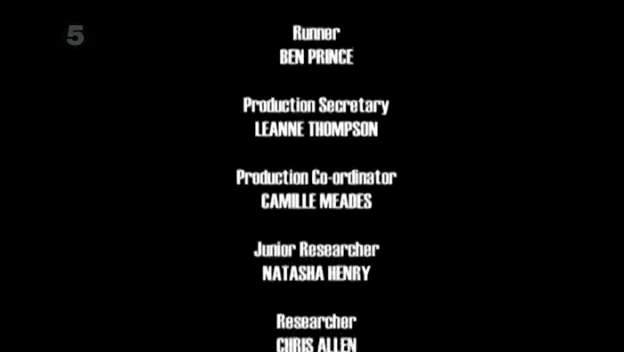 5
Runner
BEN PRINCE
Production Secretary
LEANNE THOMPSON
Production Co-ordinator
CAMILLE MEADES
Junior Researcher
NATASHA HENRY
Researcher
CHRIS ALLEN